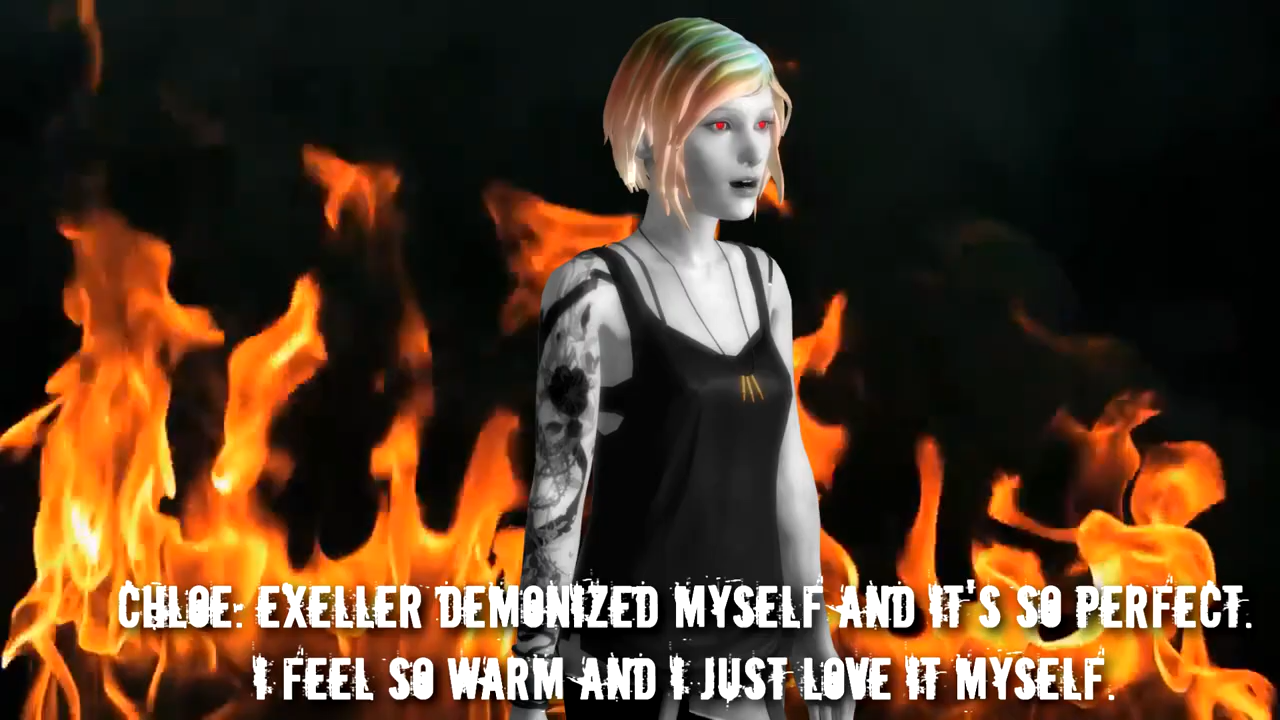 CHLOE: EXELLER DEMONIZED MYSELF AND IT'S SO PERFECT.
I FEEL SO WARM AND I JUST LOVE IT MYSELF.